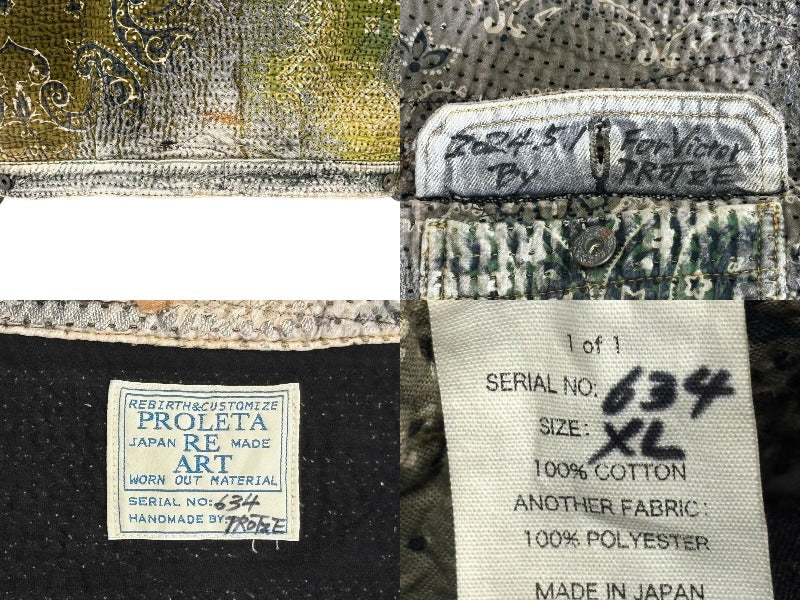 2024.5/ For Victor
By TROTZE
REBIRTH&CUSTOMIZE
PROLETA
JAPAN RE MADE
ART
WORN OUT MATERIAL
SERIAL NO: 634
HANDMADE BY: TROTZE
1 of 1
SERIAL NO: 634
SIZE: XL
100% COTTON
ANOTHER FABRIC:
100% POLYESTER
MADE IN JAPAN